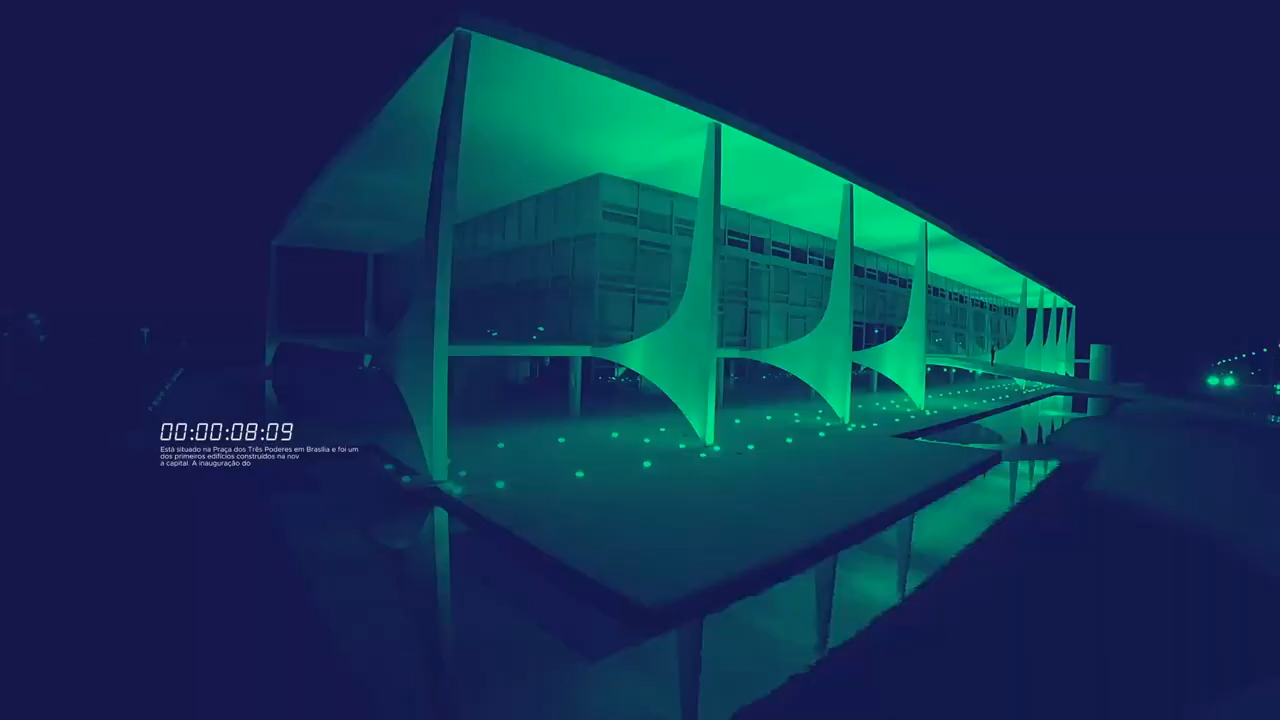 00:00:08:09
Está situado na Praça dos Três Poderes em Brasília e foi um
dos primeiros edifícios construídos na nov
a capital. A inauguração do